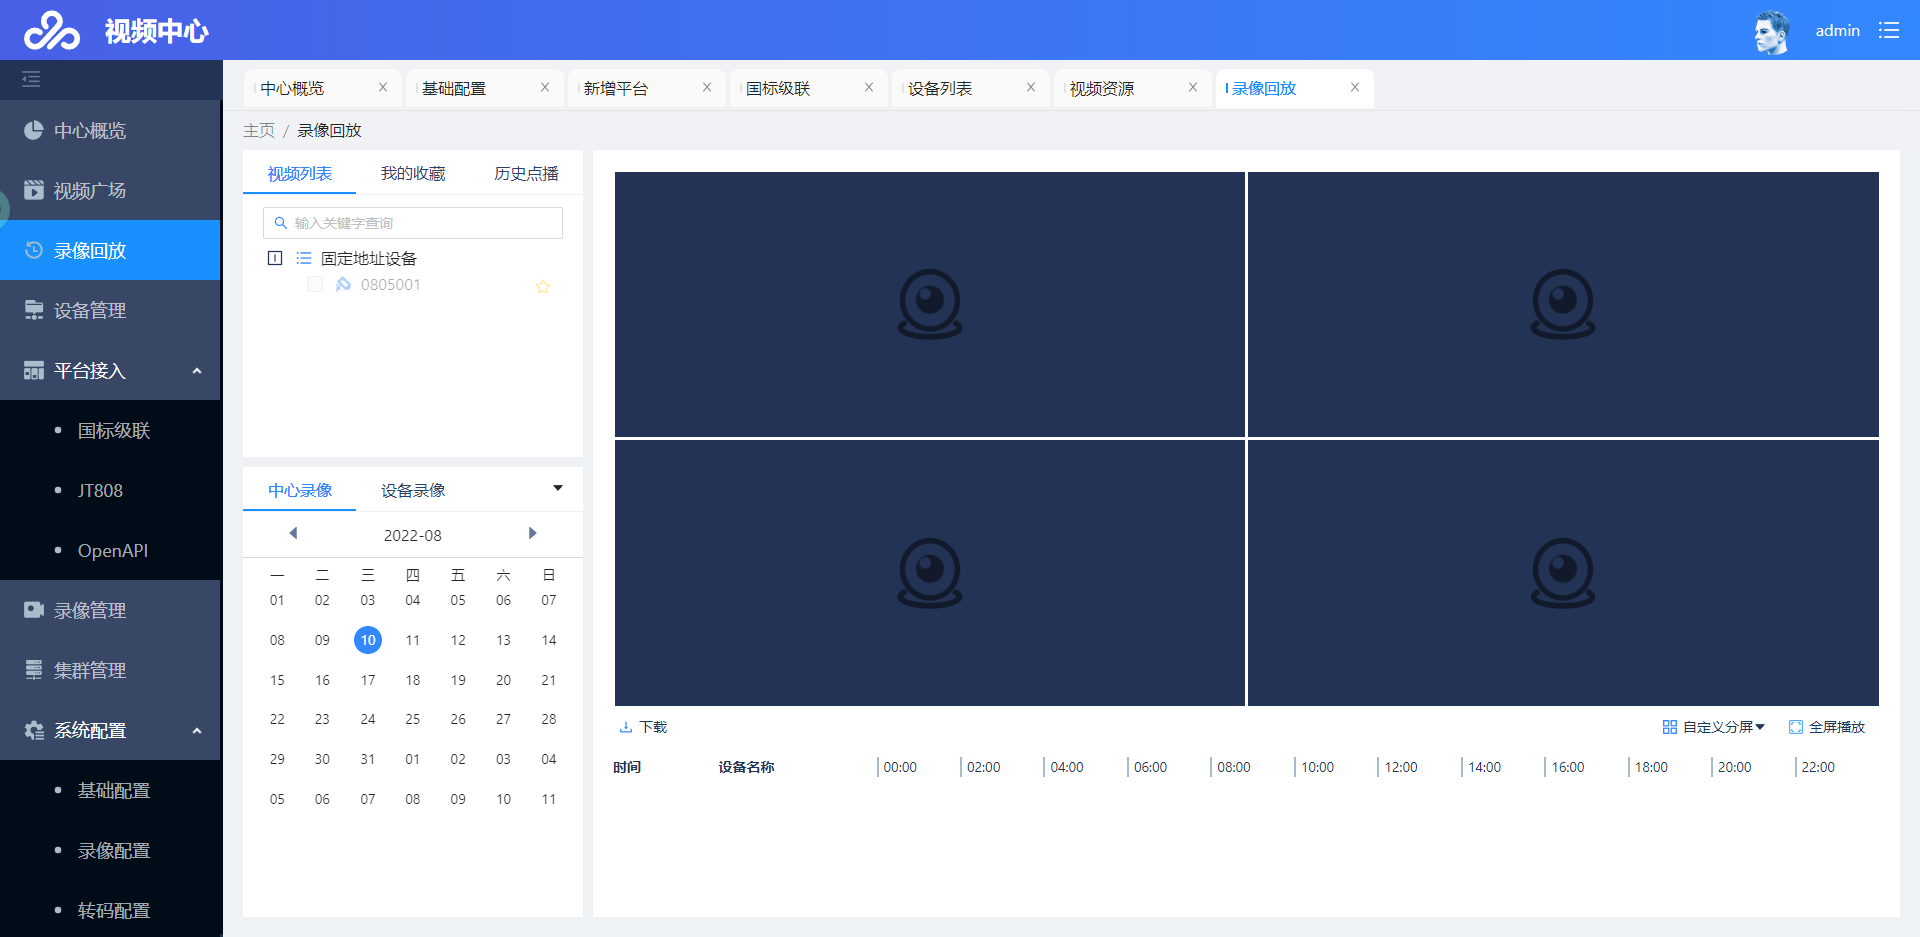 视频中心
admin
中心概览
视频广场
录像回放
设备管理
平台接入
国标级联
JT808
OpenAPI
录像管理
集群管理
系统配置
基础配置
录像配置
转码配置
中心概览 基础配置 新增平台 国标级联 设备列表 视频资源 录像回放
主页 / 录像回放
视频列表 我的收藏 历史点播
输入关键字查询
固定地址设备
0805001
中心录像 设备录像
2022-08
一 二 三 四 五 六 日
01 02 03 04 05 06 07
08 09 10 11 12 13 14
15 16 17 18 19 20 21
22 23 24 25 26 27 28
29 30 31 01 02 03 04
05 06 07 08 09 10 11
下载 自定义分屏 全屏播放
时间 设备名称 00:00 02:00 04:00 06:00 08:00 10:00 12:00 14:00 16:00 18:00 20:00 22:00